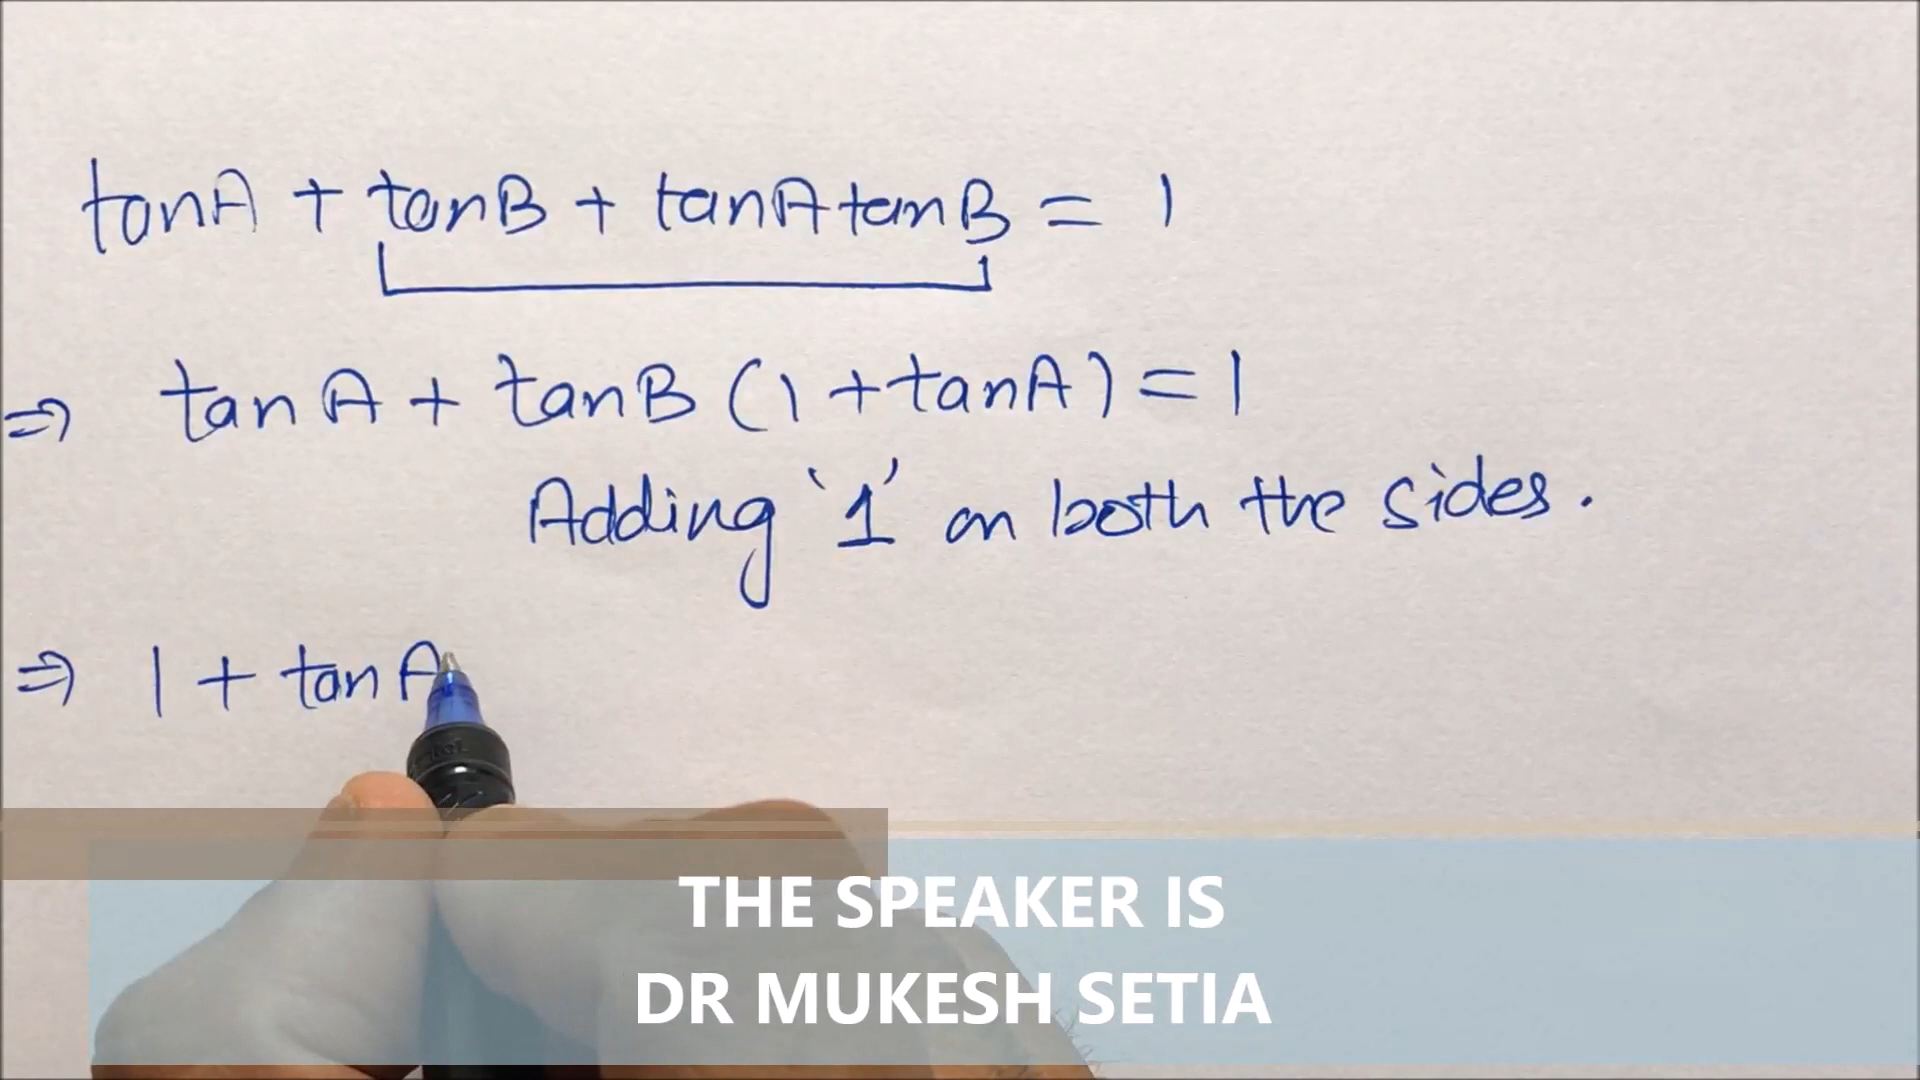 tanA + tanB + tanA tanB = 1
⇒ tanA + tanB (1 + tanA) = 1
Adding '1' on both the sides.
⇒ 1 + tanA
THE SPEAKER IS
DR MUKESH SETIA